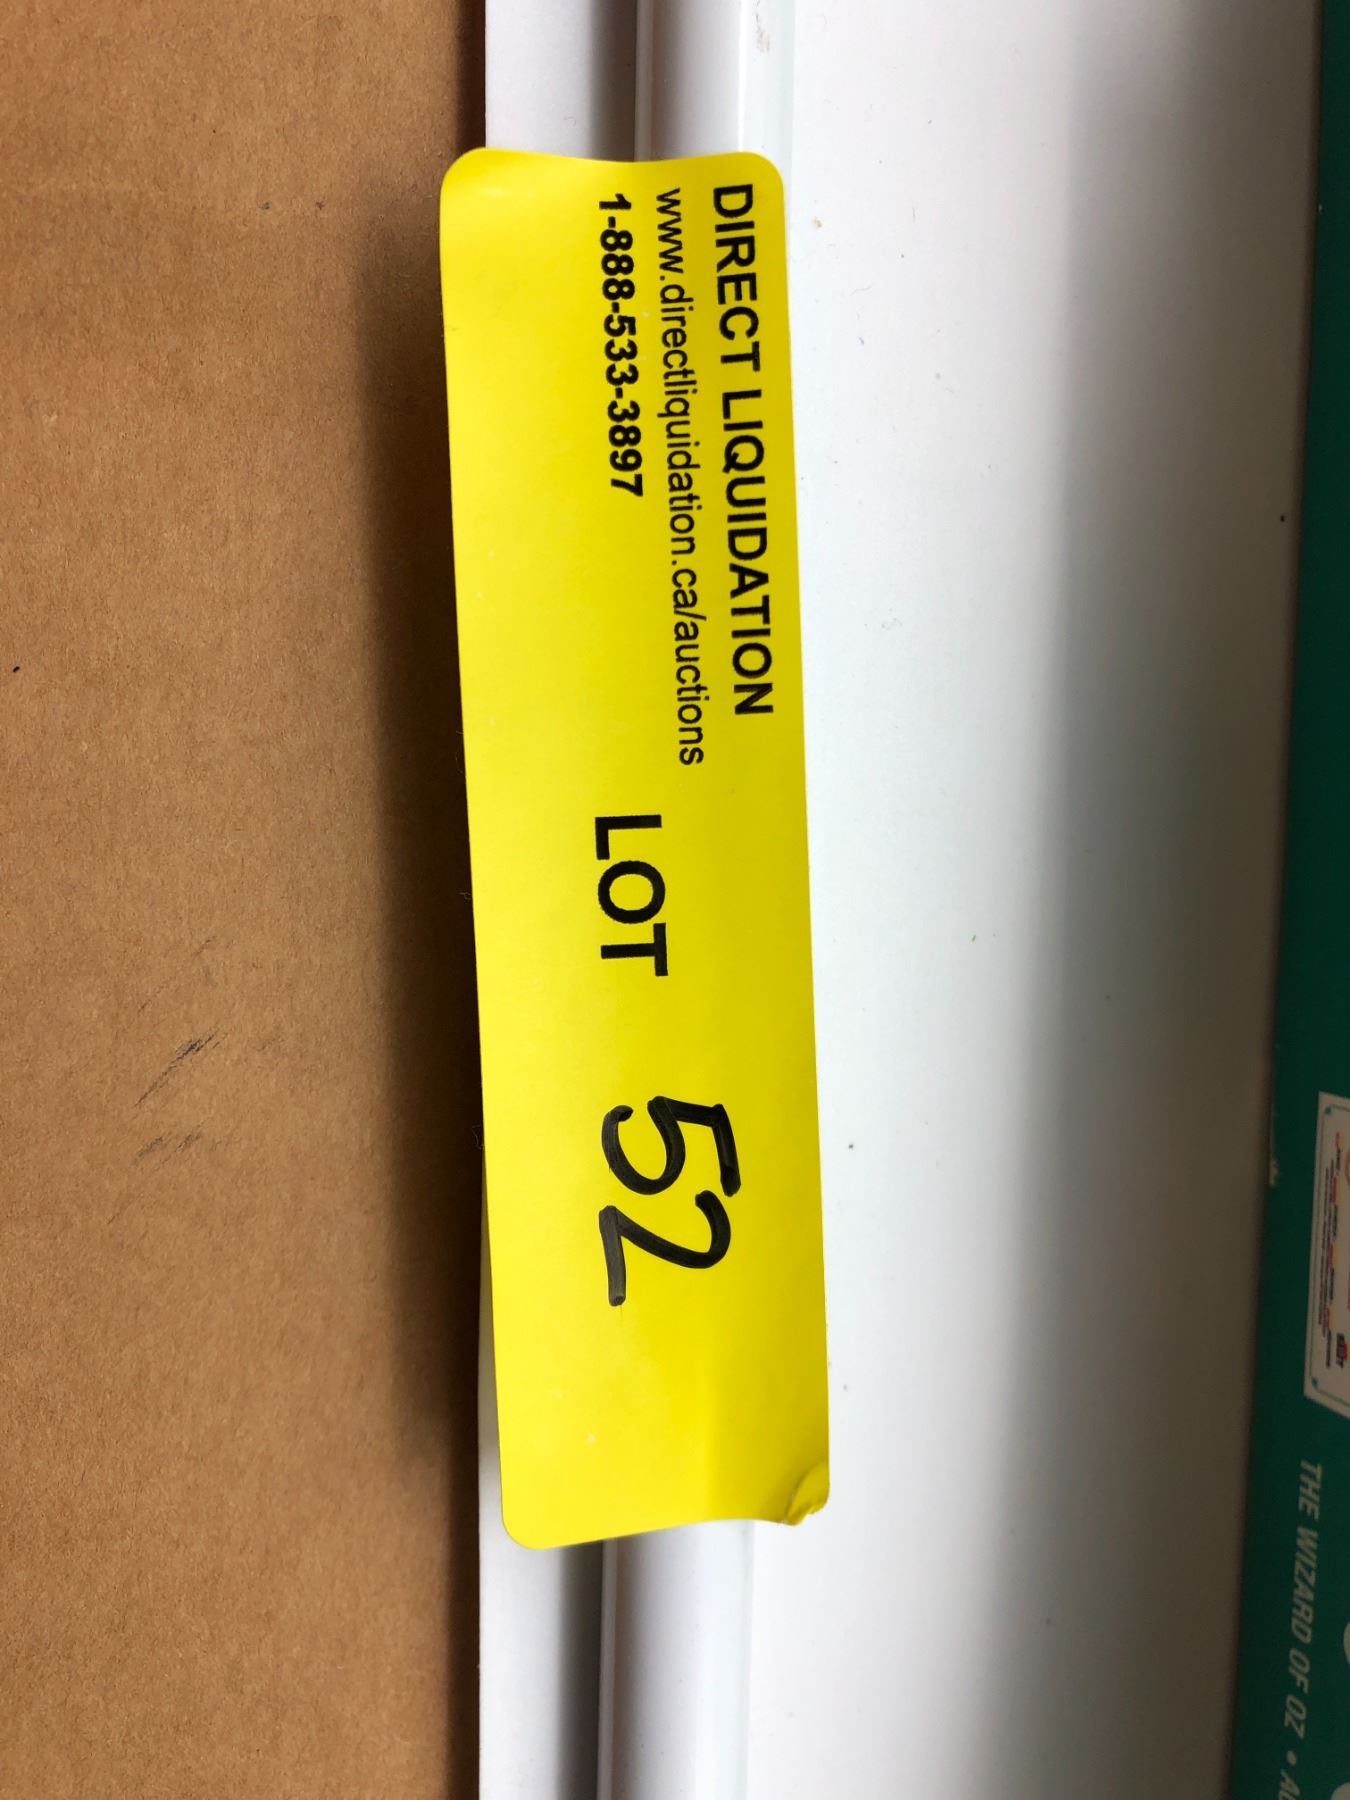 DIRECT LIQUIDATION
www.directliquidation.ca/auctions
1-888-533-3897
LOT 52
THE WIZARD OF OZ •